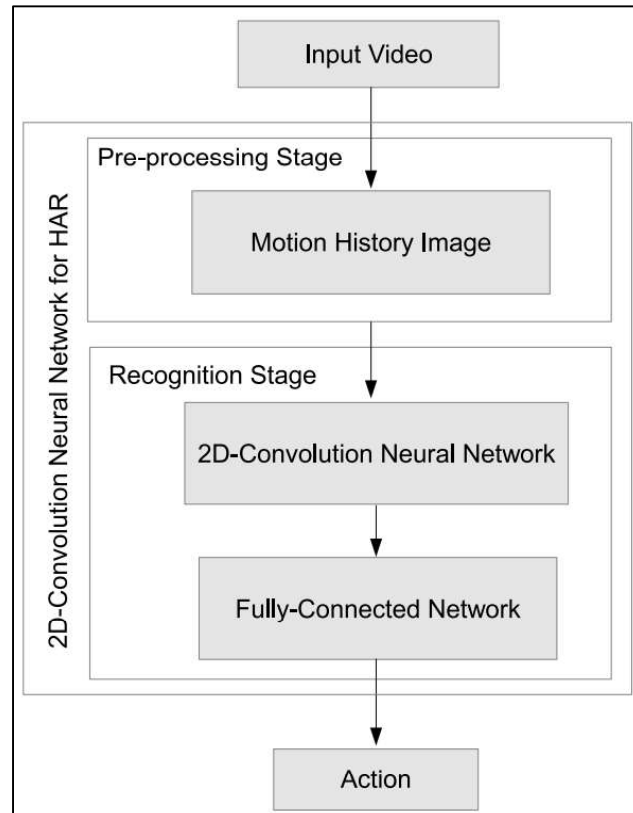 Input Video
2D-Convolution Neural Network for HAR
Pre-processing Stage
Motion History Image
Recognition Stage
2D-Convolution Neural Network
Fully-Connected Network
Action